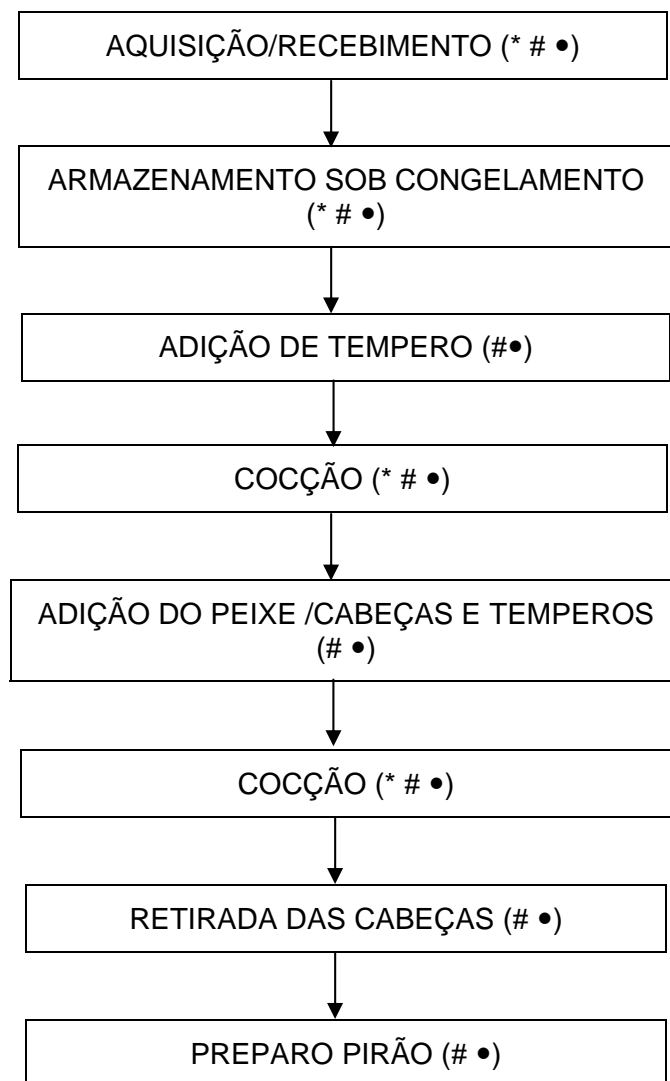 AQUISIÇÃO/RECEBIMENTO (* # ●)
ARMAZENAMENTO SOB CONGELAMENTO
(* # ●)
ADIÇÃO DE TEMPERO (#●)
COCÇÃO (* # ●)
ADIÇÃO DO PEIXE /CABEÇAS E TEMPEROS
(# ●)
COCÇÃO (* # ●)
RETIRADA DAS CABEÇAS (# ●)
PREPARO PIRÃO (# ●)